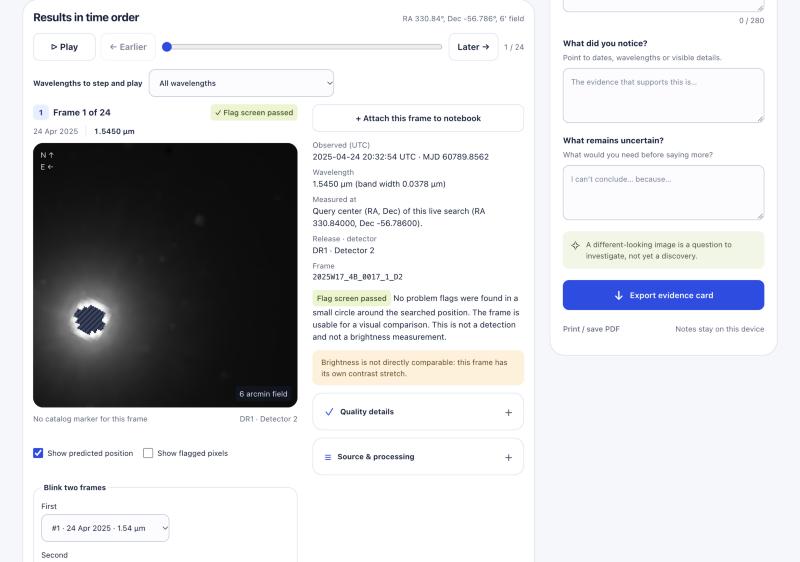 Results in time order
RA 330.84°, Dec -56.786°, 6' field
▷ Play
← Earlier
Later →
1 / 24
Wavelengths to step and play
All wavelengths
1 Frame 1 of 24
✓ Flag screen passed
24 Apr 2025 | 1.5450 µm
N ↑
E ←
6 arcmin field
No catalog marker for this frame
DR1 · Detector 2
Show predicted position
Show flagged pixels
Blink two frames
First
#1 · 24 Apr 2025 · 1.54 µm
Second
+ Attach this frame to notebook
Observed (UTC)
2025-04-24 20:32:54 UTC · MJD 60789.8562
Wavelength
1.5450 µm (band width 0.0378 µm)
Measured at
Query center (RA, Dec) of this live search (RA
330.84000, Dec -56.78600).
Release · detector
DR1 · Detector 2
Frame
2025W17_4B_0017_1_D2
Flag screen passed No problem flags were found in a
small circle around the searched position. The frame is
usable for a visual comparison. This is not a detection
and not a brightness measurement.
Brightness is not directly comparable: this frame has
its own contrast stretch.
✓ Quality details +
≡ Source & processing +
0 / 280
What did you notice?
Point to dates, wavelengths or visible details.
The evidence that supports this is...
What remains uncertain?
What would you need before saying more?
I can't conclude... because...
A different-looking image is a question to
investigate, not yet a discovery.
↓ Export evidence card
Print / save PDF
Notes stay on this device